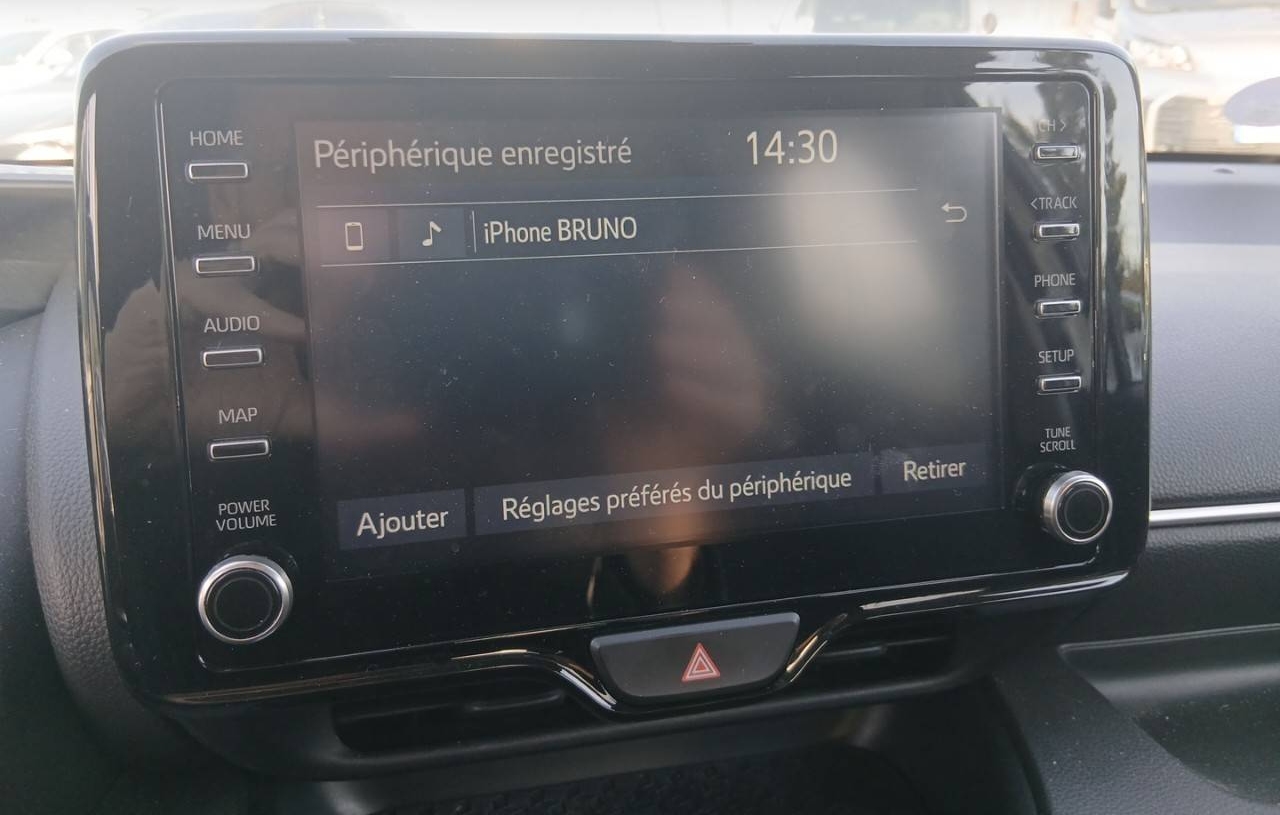 HOME
MENU
AUDIO
MAP
POWER
VOLUME
Périphérique enregistré 14:30
iPhone BRUNO
Ajouter Réglages préférés du périphérique Retirer
CH >
<TRACK
PHONE
SETUP
TUNE
SCROLL